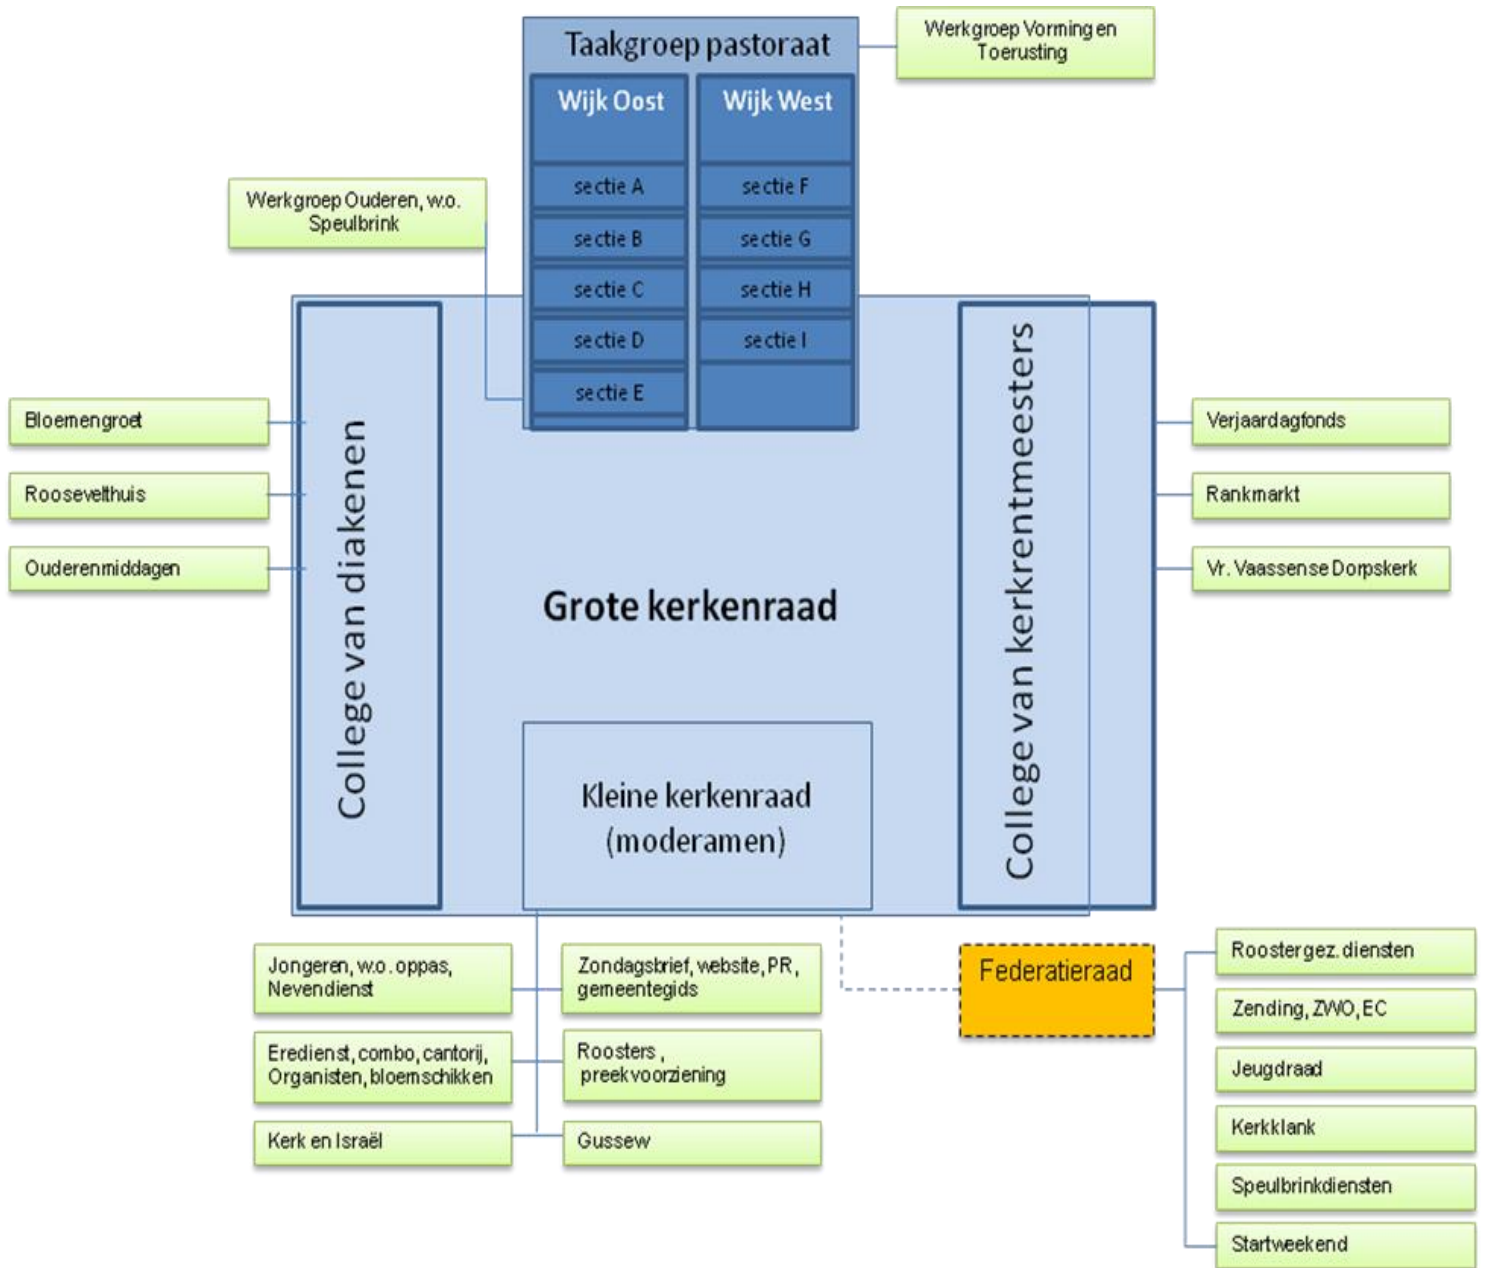 Taakgroep pastoraat
Werkgroep Vorming en
Toerusting
Wijk Oost
Wijk West
sectie A
sectie F
Werkgroep Ouderen, w.o.
Speulbrink
sectie B
sectie G
sectie C
sectie H
sectie D
sectie I
sectie E
College van diakenen
College van kerkrentmeesters
Bloemengroet
Roosevelthuis
Ouderenmiddagen
Verjaardagfonds
Rankmarkt
Vr. Vaassense Dorpskerk
Grote kerkenraad
Kleine kerkenraad
(moderamen)
Jongeren, w.o. oppas,
Nevendienst
Zondagsbrief, website, PR,
gemeentegids
Eredienst, combo, cantorij,
Organisten, bloemschikken
Roosters ,
preekvoorziening
Kerk en Israël
Gussew
Federatieraad
Rooster gez. diensten
Zending, ZWO, EC
Jeugdraad
Kerkklank
Speulbrinkdiensten
Startweekend